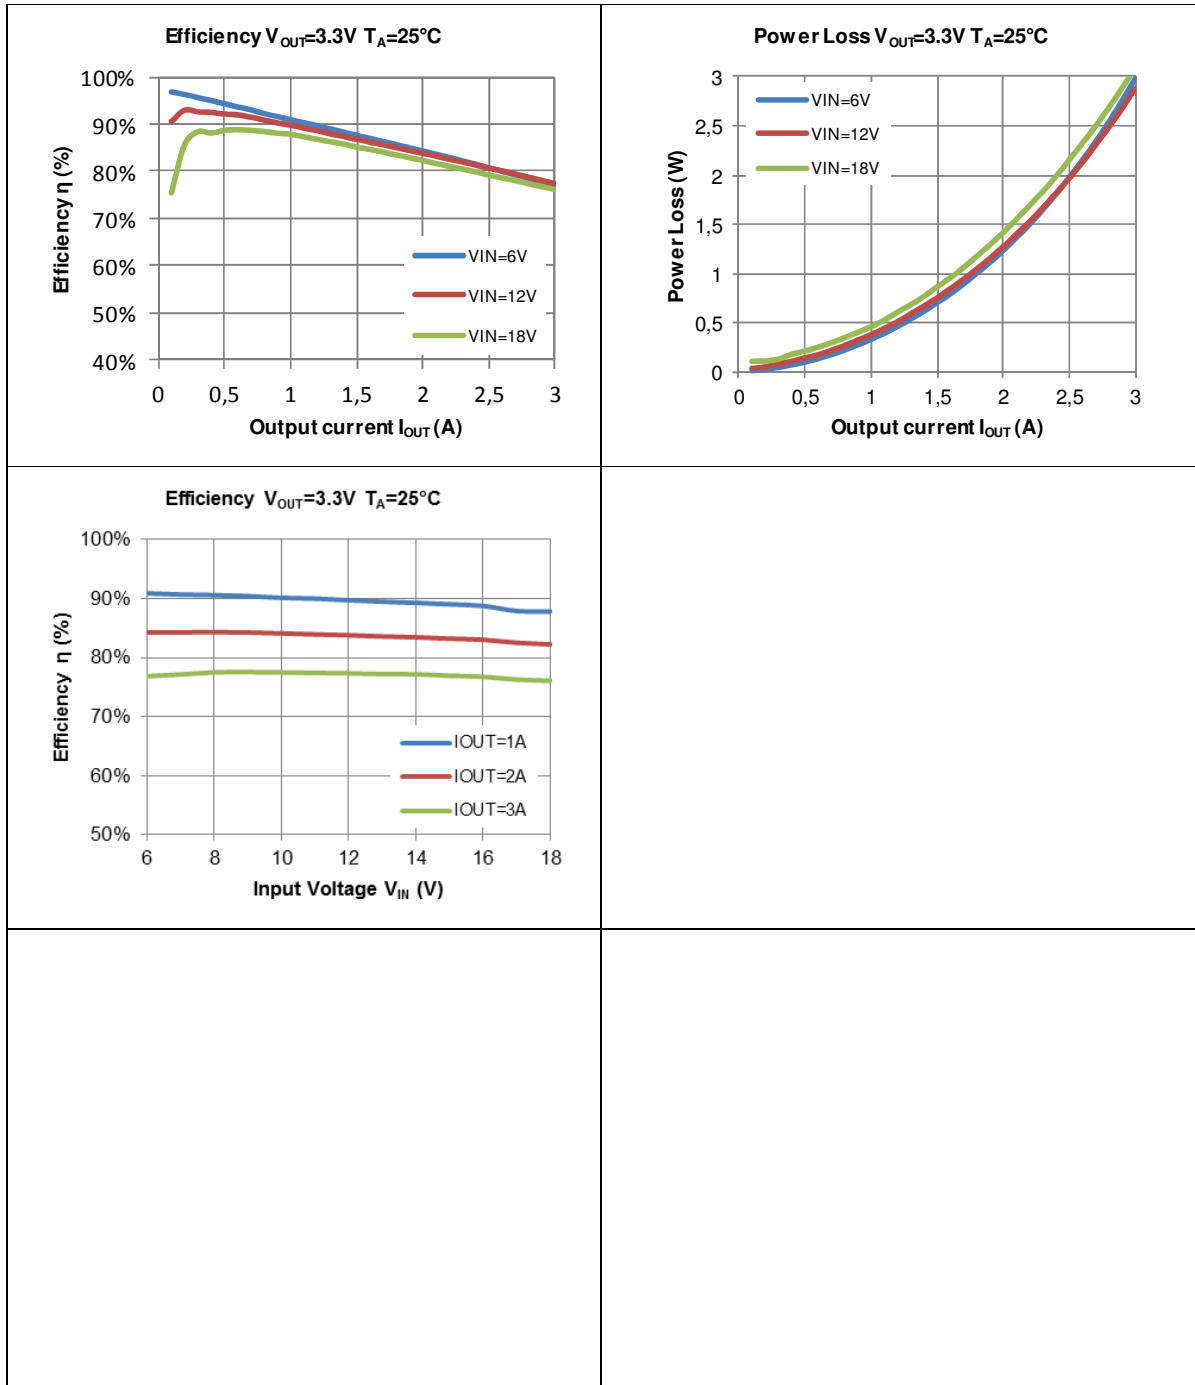 Efficiency VOUT=3.3V TA=25°C
Efficiency η (%)
100%
90%
80%
70%
60%
50%
40%
VIN=6V
VIN=12V
VIN=18V
0 0,5 1 1,5 2 2,5 3
Output current IOUT (A)
Power Loss VOUT=3.3V TA=25°C
Power Loss (W)
3
2,5
2
1,5
1
0,5
0
VIN=6V
VIN=12V
VIN=18V
0 0,5 1 1,5 2 2,5 3
Output current IOUT (A)
Efficiency VOUT=3.3V TA=25°C
Efficiency η (%)
100%
90%
80%
70%
60%
50%
IOUT=1A
IOUT=2A
IOUT=3A
6 8 10 12 14 16 18
Input Voltage VIN (V)